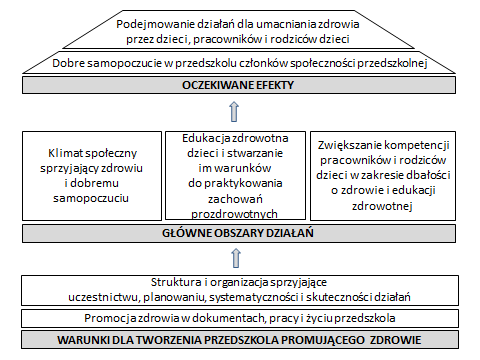 Podejmowanie działań dla umacniania zdrowia
przez dzieci, pracowników i rodziców dzieci
Dobre samopoczucie w przedszkolu członków społeczności przedszkolnej
OCZEKIWANE EFEKTY
Klimat społeczny
sprzyjający zdrowiu
i dobremu
samopoczuciu
Edukacja zdrowotna
dzieci i stwarzanie
im warunków
do praktykowania
zachowań
prozdrowotnych
Zwiększanie kompetencji
pracowników i rodziców
dzieci w zakresie dbałości
o zdrowie i edukacji
zdrowotnej
GŁÓWNE OBSZARY DZIAŁAŃ
Struktura i organizacja sprzyjające
uczestnictwu, planowaniu, systematyczności i skuteczności działań
Promocja zdrowia w dokumentach, pracy i życiu przedszkola
WARUNKI DLA TWORZENIA PRZEDSZKOLA PROMUJĄCEGO ZDROWIE